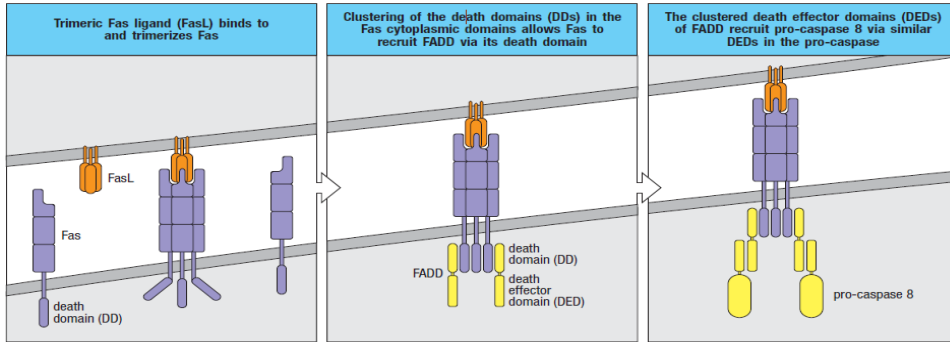 Trimeric Fas ligand (FasL) binds to
and trimerizes Fas
FasL
Fas
death
domain (DD)
Clustering of the death domains (DDs) in the
Fas cytoplasmic domains allows Fas to
recruit FADD via its death domain
FADD
death
domain (DD)
death
effector
domain (DED)
The clustered death effector domains (DEDs)
of FADD recruit pro-caspase 8 via similar
DEDs in the pro-caspase
pro-caspase 8